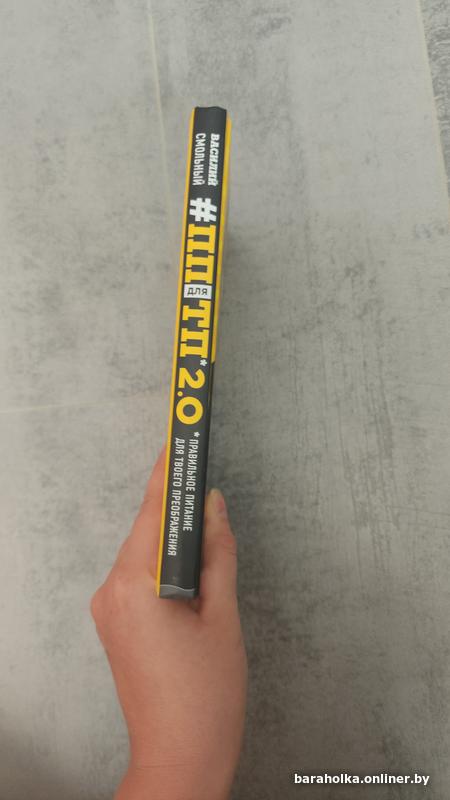 ВАСИЛИЙ
СМОЛЬНЫЙ
#ПП ДЛЯ ТП* 2.0
* ПРАВИЛЬНОЕ ПИТАНИЕ
ДЛЯ ТВОЕГО ПРЕОБРАЖЕНИЯ
baraholka.onliner.by